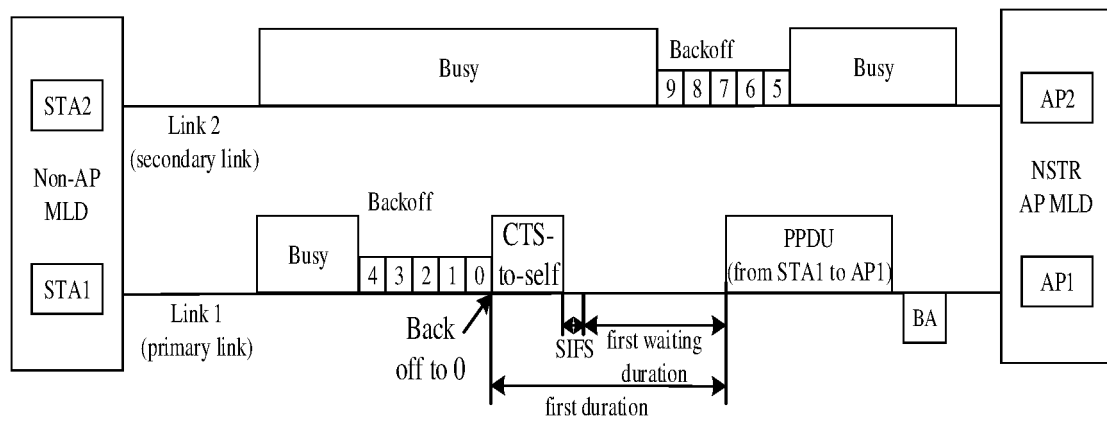 Busy
Backoff
9 8 7 6 5
Busy
STA2
AP2
Link 2
(secondary link)
Non-AP
MLD
NSTR
AP MLD
Backoff
Busy
4 3 2 1 0
CTS-
to-self
PPDU
(from STA1 to AP1)
STA1
AP1
Link 1
(primary link)
Back
off to 0
SIFS
first waiting
duration
BA
first duration